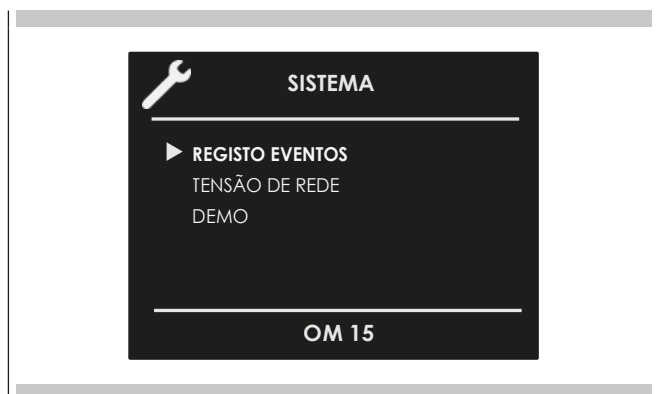 SISTEMA
REGISTO EVENTOS
TENSÃO DE REDE
DEMO
OM 15